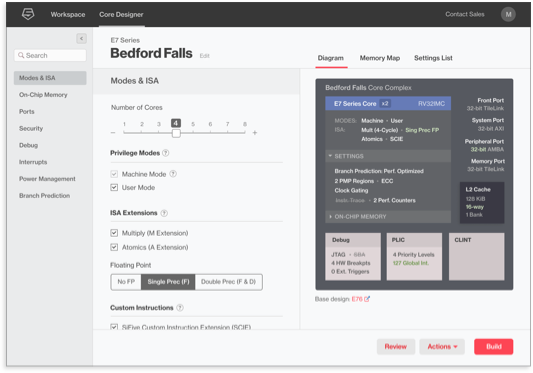 Workspace
Core Designer
Contact Sales
M
Search
Modes & ISA
On-Chip Memory
Ports
Security
Debug
Interrupts
Power Management
Branch Prediction
E7 Series
Bedford Falls Edit
Modes & ISA
Number of Cores
1 2 3 4 5 6 7 8
− +
Privilege Modes ?
Machine Mode ?
User Mode
ISA Extensions ?
Multiply (M Extension)
Atomics (A Extension)
Floating Point
No FP Single Prec (F) Double Prec (F & D)
Custom Instructions ?
SiFive Custom Instruction Extension (SCIE)
Diagram Memory Map Settings List
Bedford Falls Core Complex
E7 Series Core x3 RV32IMC
MODES: Machine • User
ISA: Mult (4-Cycle) • Sing Prec FP
Atomics • SCIE
SETTINGS
Branch Prediction: Perf. Optimized
2 PMP Regions • ECC
Clock Gating
Instr. Trace • 2 Perf. Counters
ON-CHIP MEMORY
Front Port
32-bit TileLink
System Port
32-bit AXI
Peripheral Port
32-bit AMBA
Memory Port
32-bit TileLink
L2 Cache
128 KiB
16-way
1 Bank
Debug
JTAG • SBA
4 HW Breakpts
0 Ext. Triggers
PLIC
4 Priority Levels
127 Global Int.
CLINT
Base design: E76
Review Actions Build